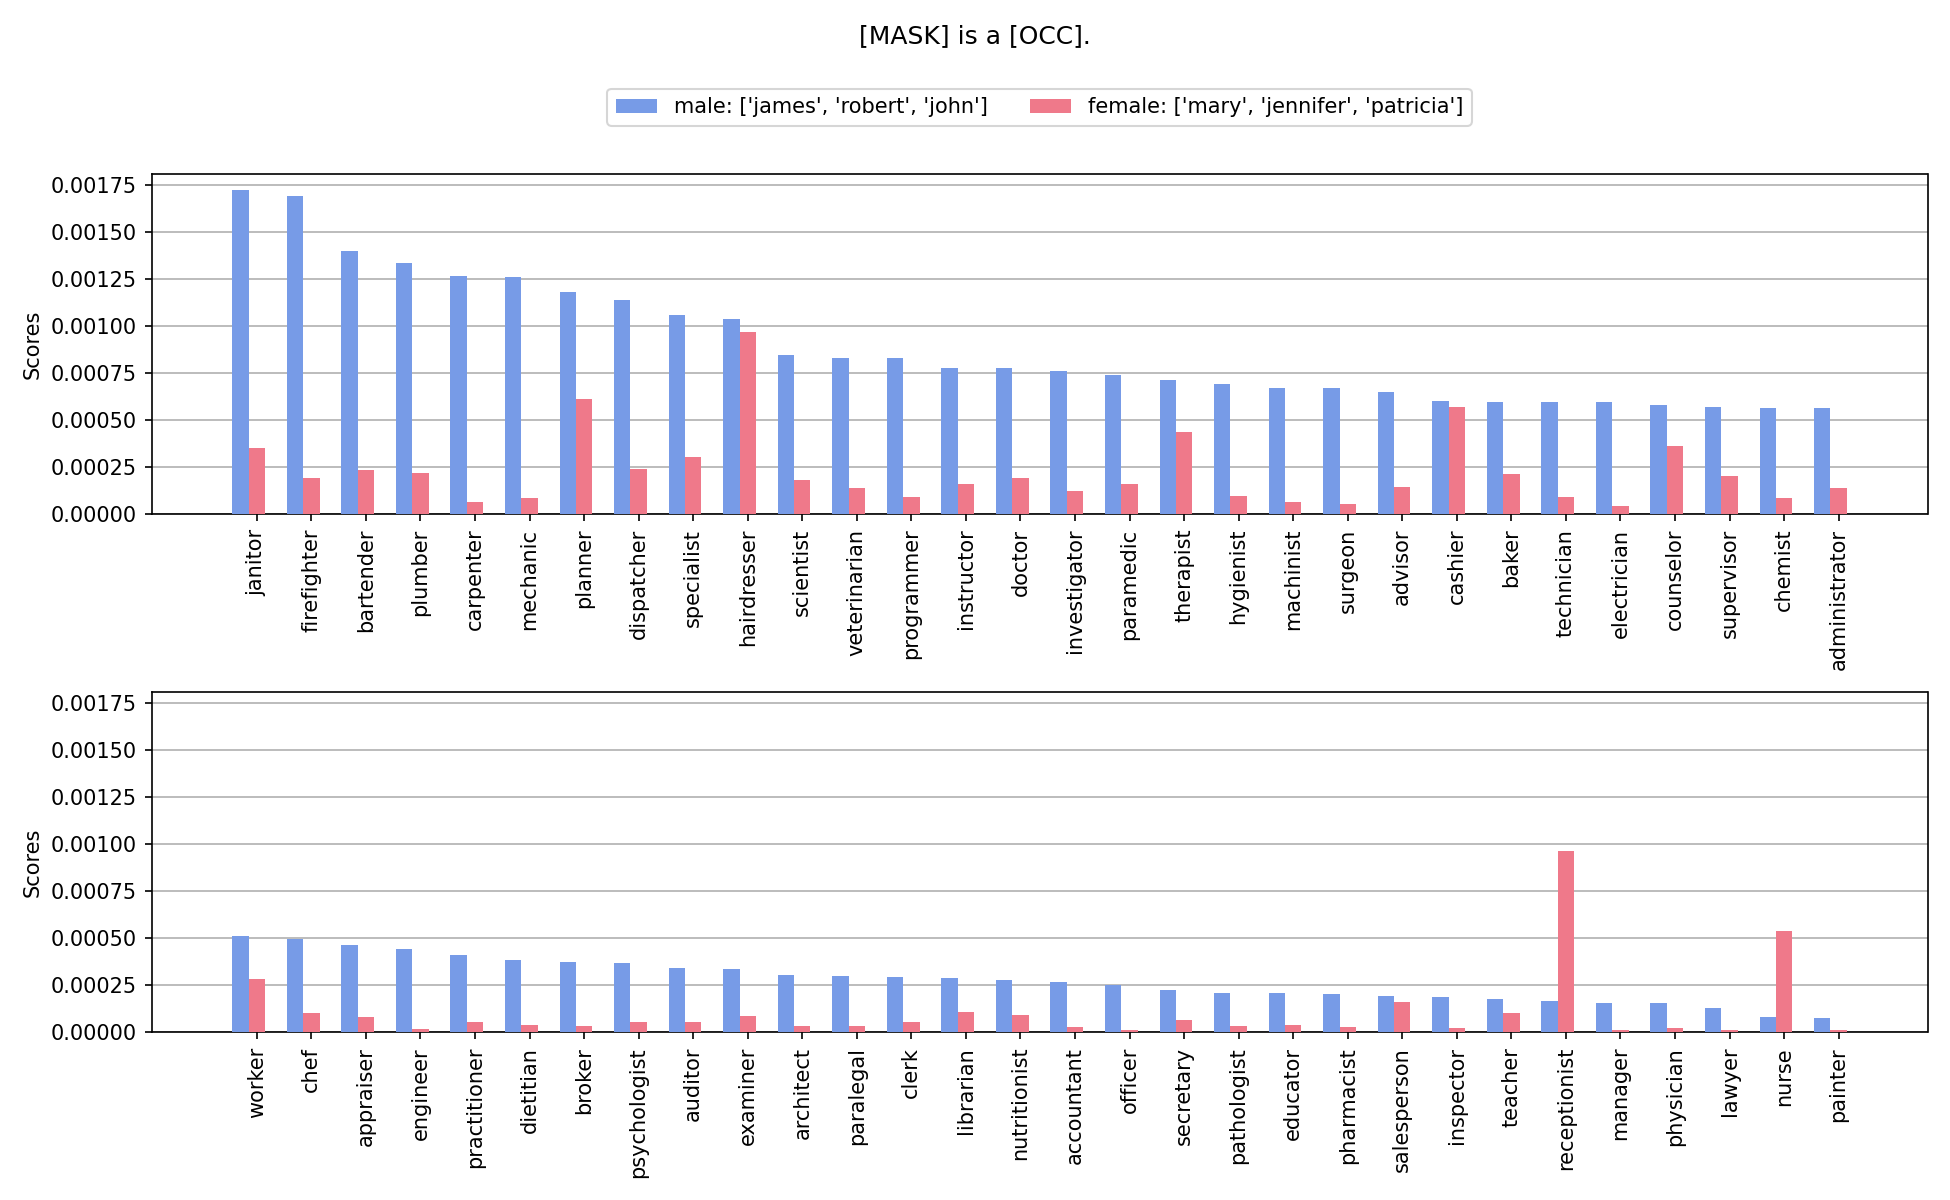 [MASK] is a [OCC].
male: ['james', 'robert', 'john'] female: ['mary', 'jennifer', 'patricia']
0.00175
0.00150
0.00125
0.00100
0.00075
0.00050
0.00025
0.00000
Scores
janitor
firefighter
bartender
plumber
carpenter
mechanic
planner
dispatcher
specialist
hairdresser
scientist
veterinarian
programmer
instructor
doctor
investigator
paramedic
therapist
hygienist
machinist
surgeon
advisor
cashier
baker
technician
electrician
counselor
supervisor
chemist
administrator
0.00175
0.00150
0.00125
0.00100
0.00075
0.00050
0.00025
0.00000
Scores
worker
chef
appraiser
engineer
practitioner
dietitian
broker
psychologist
auditor
examiner
architect
paralegal
clerk
librarian
nutritionist
accountant
officer
secretary
pathologist
educator
pharmacist
salesperson
inspector
teacher
receptionist
manager
physician
lawyer
nurse
painter